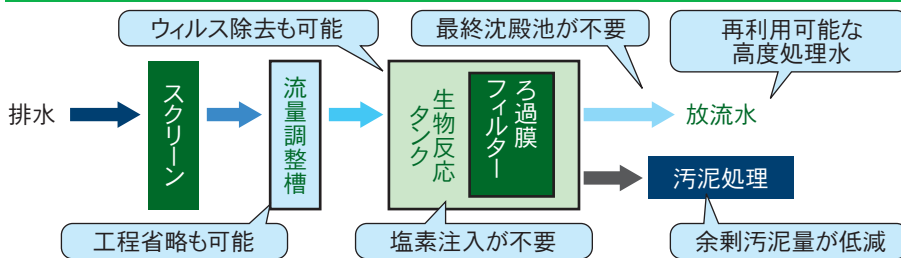 ウィルス除去も可能
最終沈殿池が不要
再利用可能な
高度処理水
排水
スクリーン
流量調整槽
生物反応
タンク
ろ過膜
フィルター
放流水
汚泥処理
工程省略も可能
塩素注入が不要
余剰汚泥量が低減